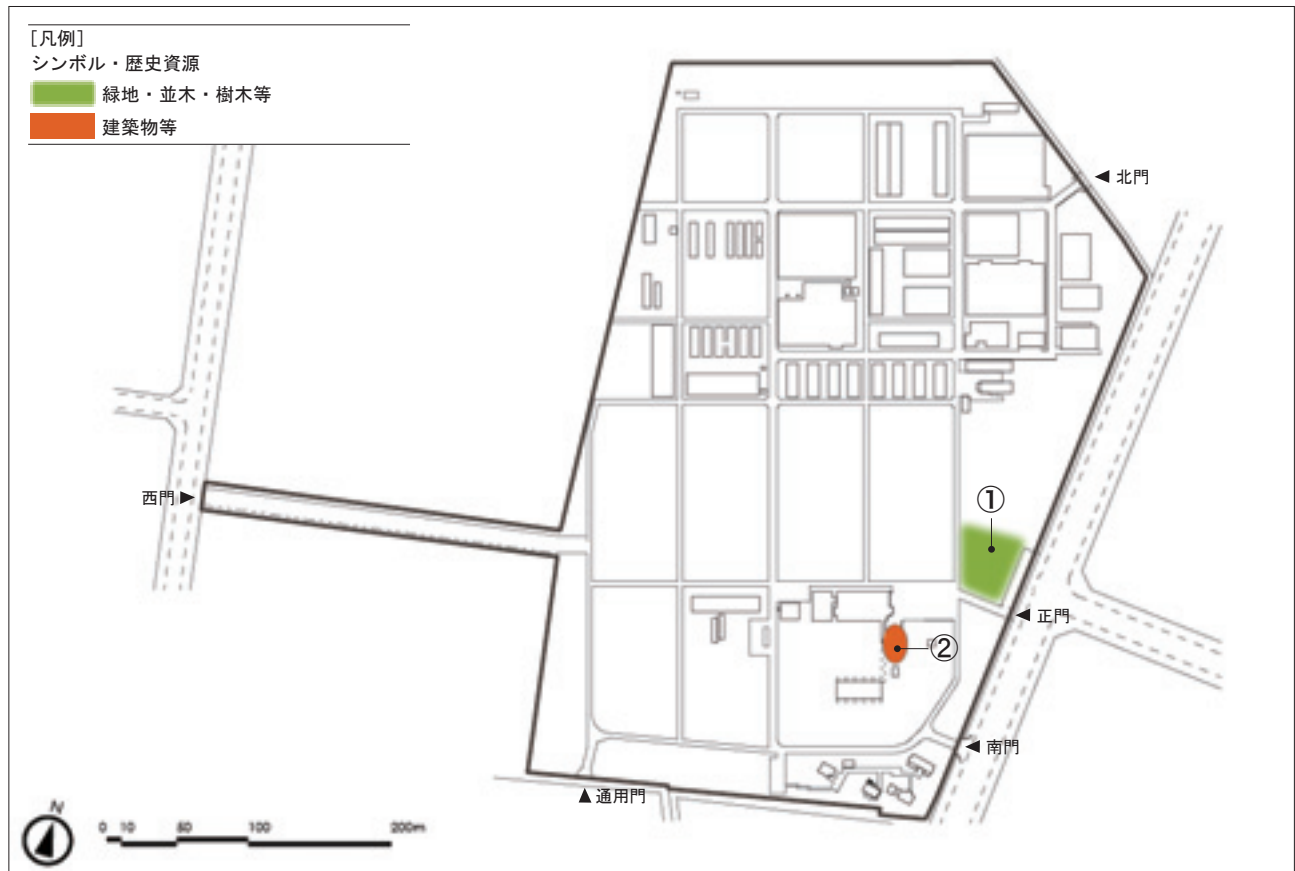 [凡例]
シンボル・歴史資源
緑地・並木・樹木等
建築物等
◀ 北門
西門 ▶
①
◀ 正門
②
◀ 南門
▲ 通用門
N
0 10 50 100 200m